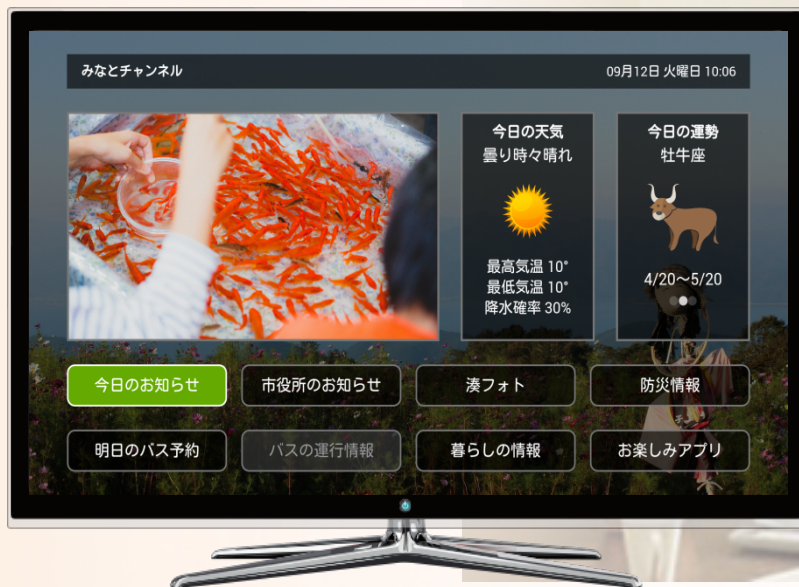 みなとチャンネル
09月12日 火曜日 10:06
今日の天気
曇り時々晴れ
最高気温 10°
最低気温 10°
降水確率 30%
今日の運勢
牡牛座
4/20～5/20
今日のお知らせ
市役所のお知らせ
湊フォト
防災情報
明日のバス予約
バスの運行情報
暮らしの情報
お楽しみアプリ